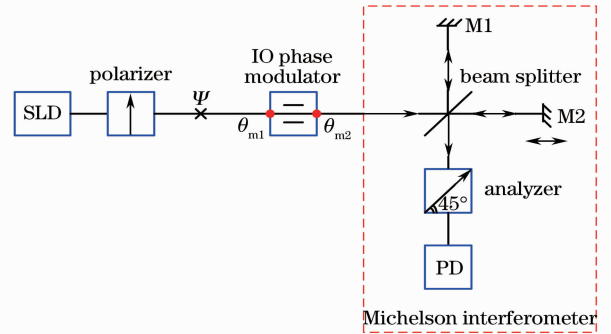 M1
IO phase
modulator
polarizer
beam splitter
SLD
Ψ
M2
θm1
θm2
analyzer
45°
PD
Michelson interferometer